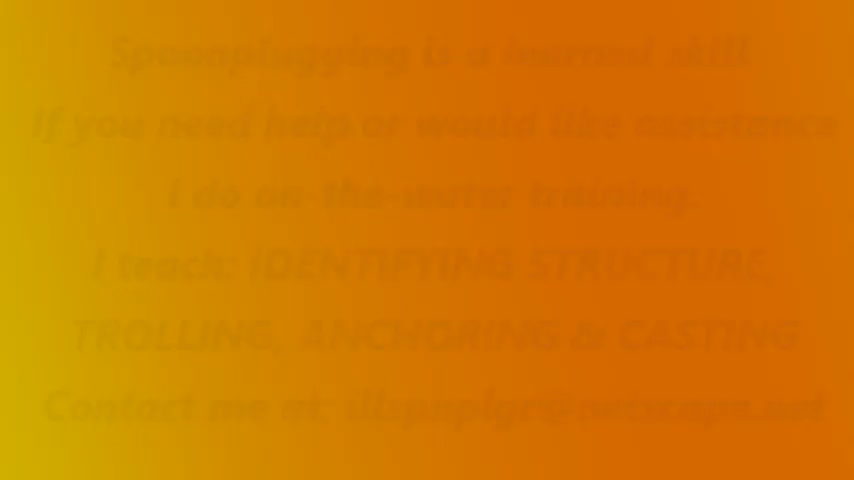 Spoonplugging is a learned skill
If you need help or would like assistance
I do on-the-water training.
I teach: IDENTIFYING STRUCTURE,
TROLLING, ANCHORING & CASTING
Contact me at: